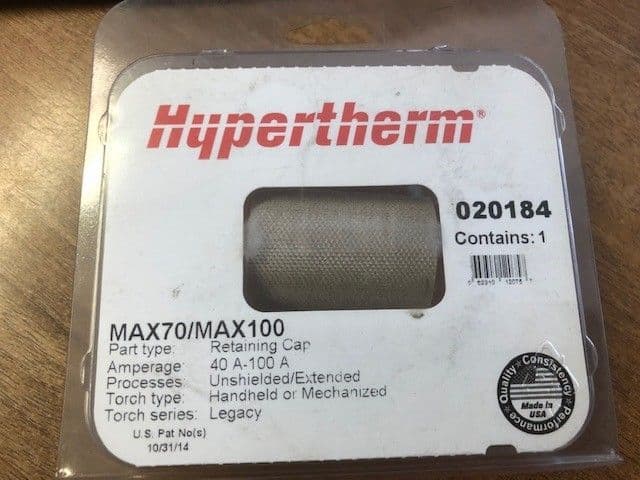 Hypertherm®
020184
Contains: 1
MAX70/MAX100
Part type: Retaining Cap
Amperage: 40 A-100 A
Processes: Unshielded/Extended
Torch type: Handheld or Mechanized
Torch series: Legacy
U.S. Pat No(s)
10/31/14
Quality * Consistency * Performance
Made in
USA